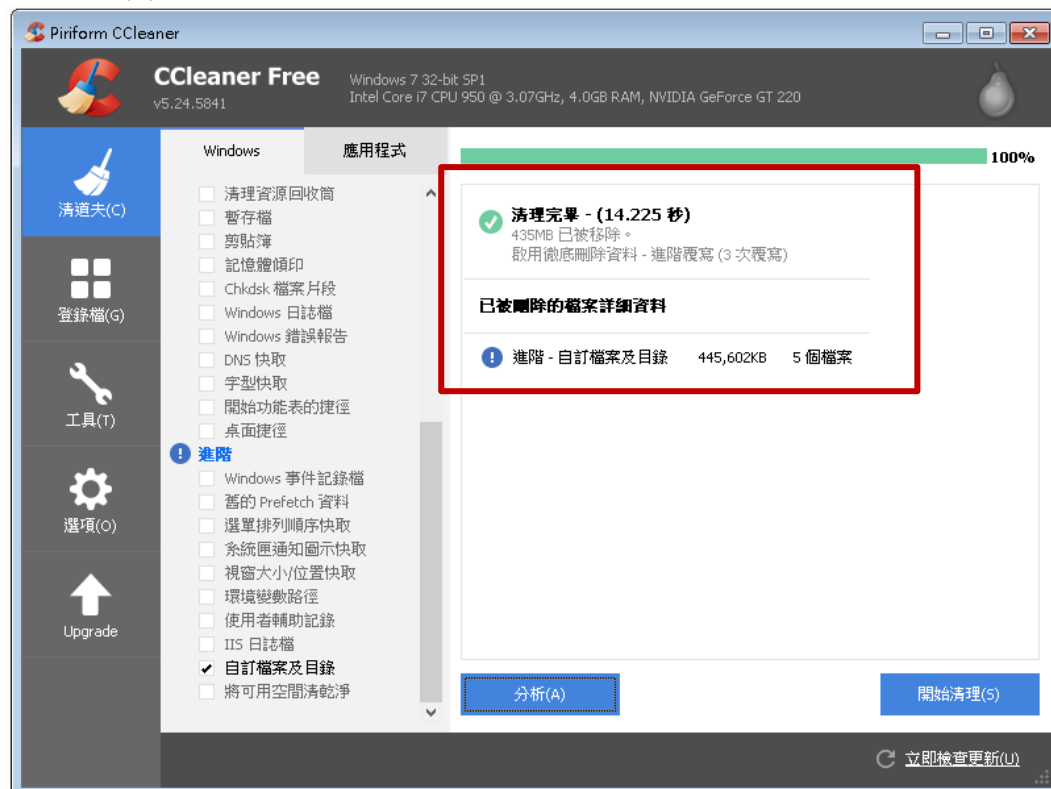 Piriform CCleaner
CCleaner Free
v5.24.5841
Windows 7 32-bit SP1
Intel Core i7 CPU 950 @ 3.07GHz, 4.0GB RAM, NVIDIA GeForce GT 220
清道夫(C)
登錄檔(G)
工具(T)
選項(O)
Upgrade
Windows
應用程式
清理資源回收筒
暫存檔
剪貼簿
記憶體傾印
Chkdsk 檔案片段
Windows 日誌檔
Windows 錯誤報告
DNS 快取
字型快取
開始功能表的捷徑
桌面捷徑
進階
Windows 事件記錄檔
舊的 Prefetch 資料
選單排列順序快取
系統匣通知圖示快取
視窗大小/位置快取
環境變數路徑
使用者輔助記錄
IIS 日誌檔
自訂檔案及目錄
將可用空間清乾淨
100%
清理完畢 - (14.225 秒)
435MB 已被移除。
啟用徹底刪除資料 - 進階覆寫 (3 次覆寫)
已被刪除的檔案詳細資料
進階 - 自訂檔案及目錄 445,602KB 5 個檔案
分析(A)
開始清理(S)
立即檢查更新(U)